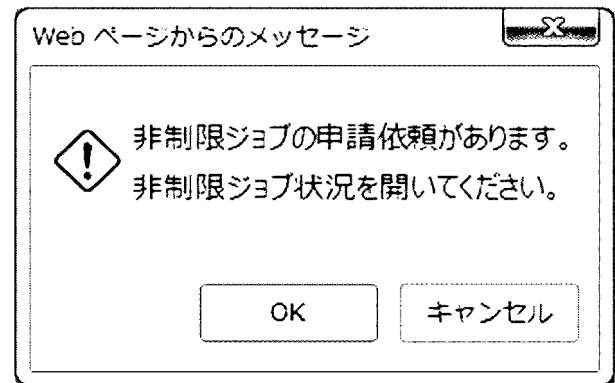 Web ページからのメッセージ
非制限ジョブの申請依頼があります。
非制限ジョブ状況を開いてください。
OK
キャンセル